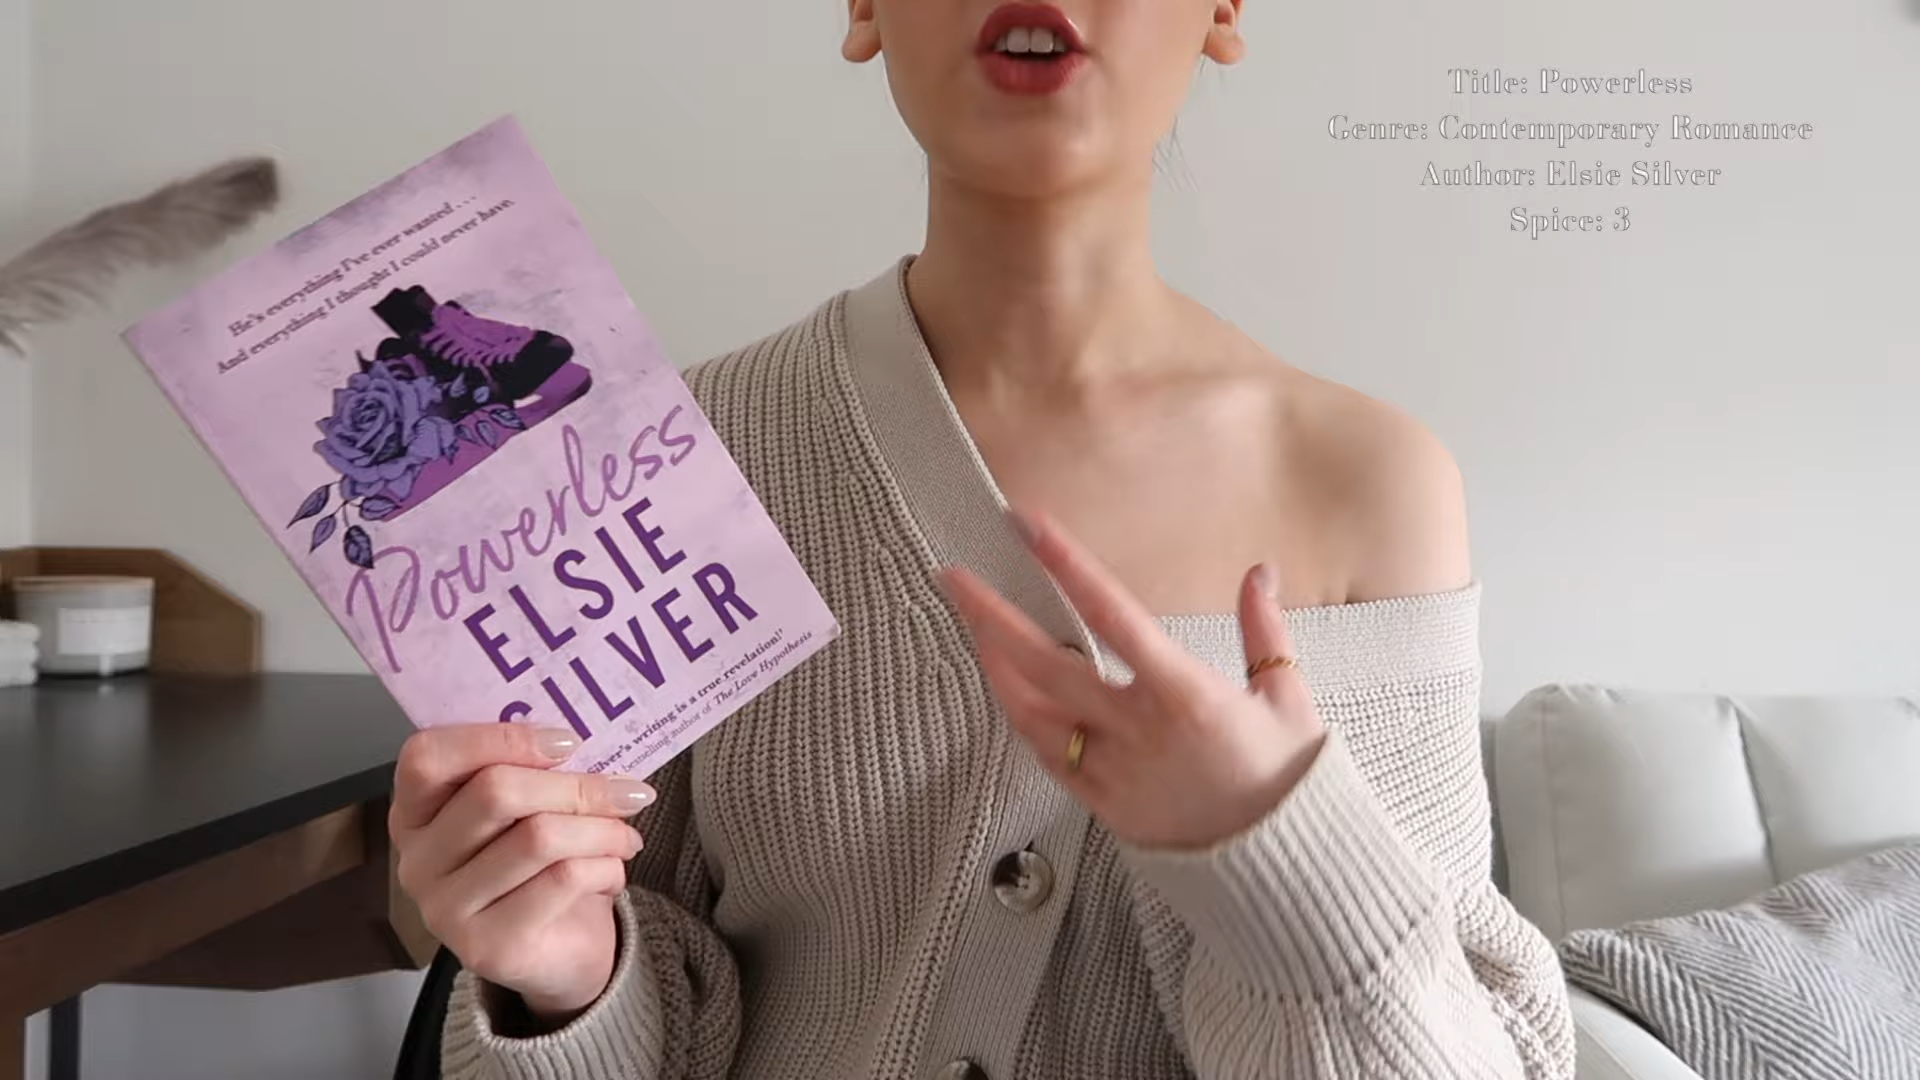 He's everything I've ever wanted . . .
And everything I thought I could never have.
Powerless
ELSIE
SILVER
Silver's writing is a true revelation!'
bestselling author of The Love Hypothesis
Title: Powerless
Genre: Contemporary Romance
Author: Elsie Silver
Spice: 3